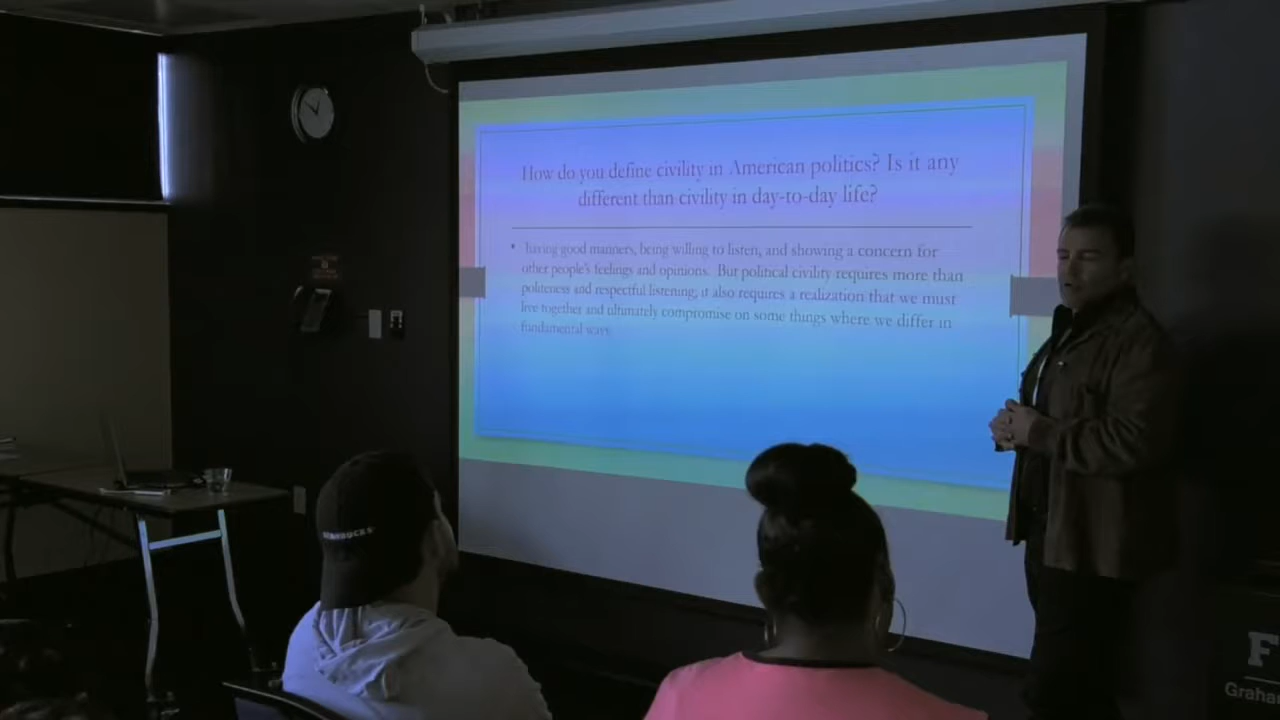 How do you define civility in American politics? Is it any
different than civility in day-to-day life?
• having good manners, being willing to listen, and showing a concern for
other people's feelings and opinions. But political civility requires more than
politeness and respectful listening; it also requires a realization that we must
live together and ultimately compromise on some things where we differ in
fundamental ways
F
Graha